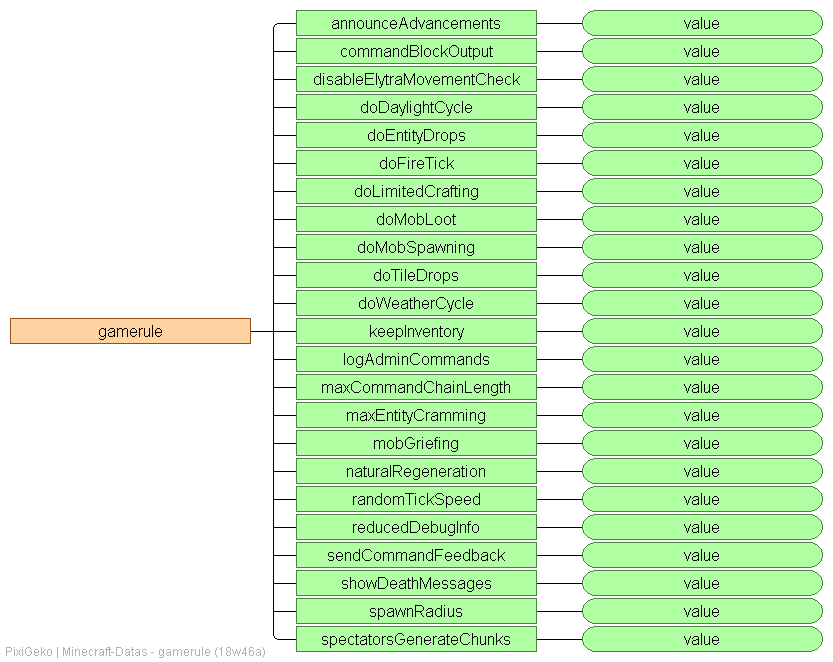 announceAdvancements value
commandBlockOutput value
disableElytraMovementCheck value
doDaylightCycle value
doEntityDrops value
doFireTick value
doLimitedCrafting value
doMobLoot value
doMobSpawning value
doTileDrops value
doWeatherCycle value
gamerule keepInventory value
logAdminCommands value
maxCommandChainLength value
maxEntityCramming value
mobGriefing value
naturalRegeneration value
randomTickSpeed value
reducedDebugInfo value
sendCommandFeedback value
showDeathMessages value
spawnRadius value
spectatorsGenerateChunks value
PixiGeko | Minecraft-Datas - gamerule (18w46a)